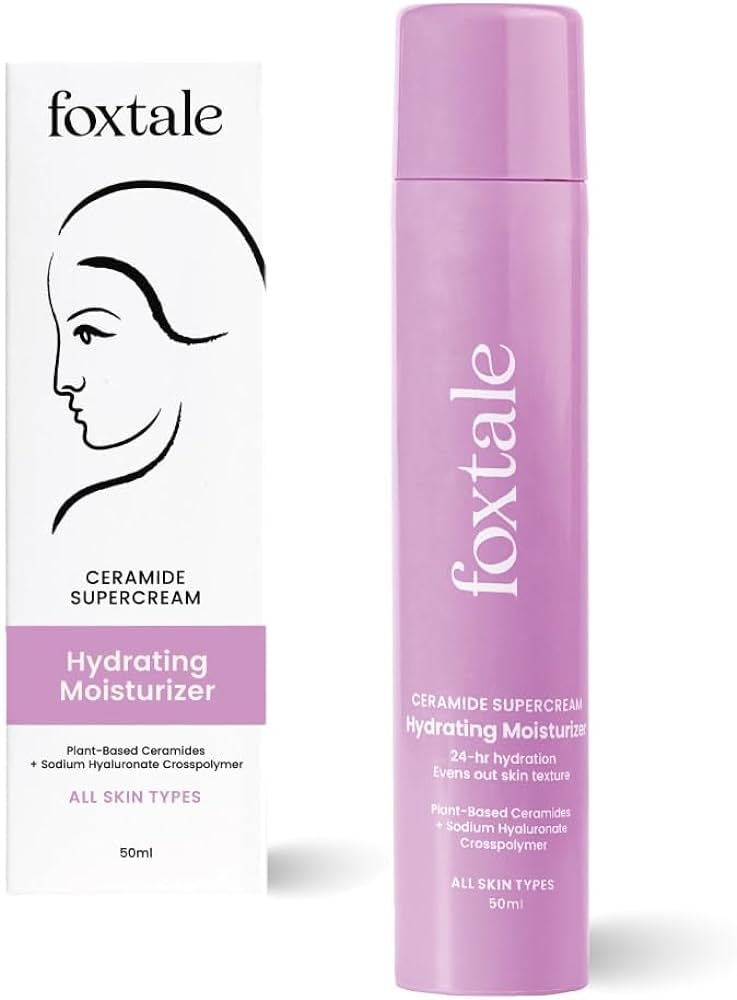 foxtale
CERAMIDE
SUPERCREAM
Hydrating
Moisturizer
Plant-Based Ceramides
+ Sodium Hyaluronate Crosspolymer
ALL SKIN TYPES
50ml
foxtale
CERAMIDE SUPERCREAM
Hydrating Moisturizer
24-hr hydration
Evens out skin texture
Plant-Based Ceramides
+ Sodium Hyaluronate
Crosspolymer
ALL SKIN TYPES
50ml